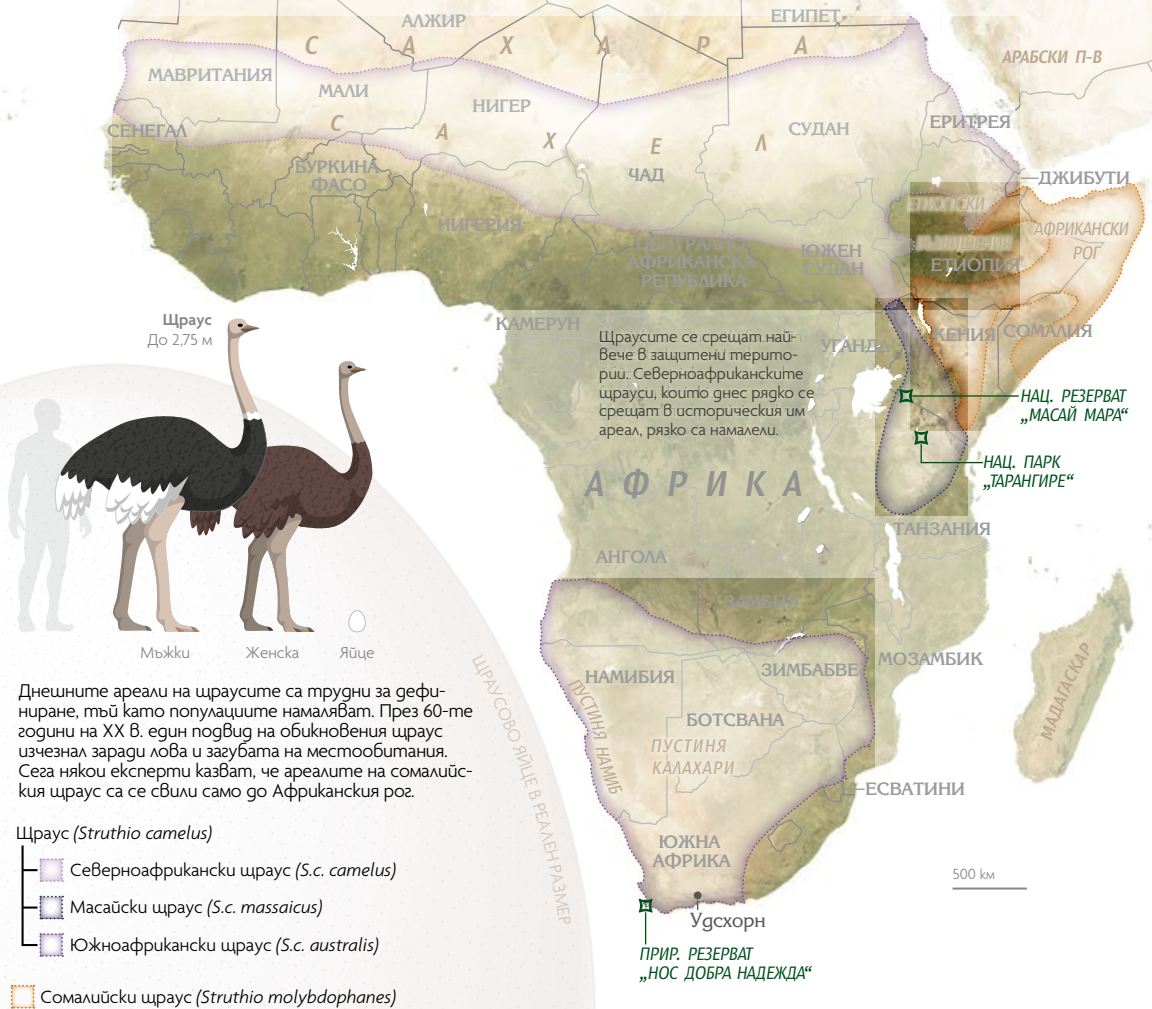 АЛЖИР
ЕГИПЕТ
САХАРА
АРАБСКИ П-В
МАВРИТАНИЯ
МАЛИ
НИГЕР
СУДАН
ЕРИТРЕЯ
СЕНЕГАЛ
САХЕЛ
ЧАД
БУРКИНА
ФАСО
ДЖИБУТИ
НИГЕРИЯ
ЕТИОПСКИ
АФРИКАНСКИ
РОГ
ЦЕНТРАЛНО-
АФРИКАНСКА
РЕПУБЛИКА
ЮЖЕН
СУДАН
ЕТИОПИЯ
КАМЕРУН
УГАНДА
КЕНИЯ
СОМАЛИЯ
Щраусите се срещат най-
вече в защитени терито-
рии. Северноафриканските
щрауси, които днес рядко се
срещат в историческия им
ареал, рязко са намалели.
НАЦ. РЕЗЕРВАТ
„МАСАЙ МАРА“
НАЦ. ПАРК
„ТАРАНГИРЕ“
АФРИКА
ТАНЗАНИЯ
АНГОЛА
ЗАМБИЯ
НАМИБИЯ
ЗИМБАБВЕ
МОЗАМБИК
МАДАГАСКАР
БОТСВАНА
ПУСТИНЯ НАМИБ
ПУСТИНЯ
КАЛАХАРИ
ЕСВАТИНИ
ЮЖНА
АФРИКА
500 км
Удсхорн
ПРИР. РЕЗЕРВАТ
„НОС ДОБРА НАДЕЖДА“
Щраус
До 2,75 м
Мъжки
Женска
Яйце
ЩРАУСОВО ЯЙЦЕ В РЕАЛЕН РАЗМЕР
Днешните ареали на щраусите са трудни за дефи-
ниране, тъй като популациите намаляват. През 60-те
години на XX в. един подвид на обикновения щраус
изчезнал заради лова и загубата на местообитания.
Сега някои експерти казват, че ареалите на сомалийс-
кия щраус са се свили само до Африканския рог.
Щраус (Struthio camelus)
Северноафрикански щраус (S.c. camelus)
Масайски щраус (S.c. massaicus)
Южноафрикански щраус (S.c. australis)
Сомалийски щраус (Struthio molybdophanes)